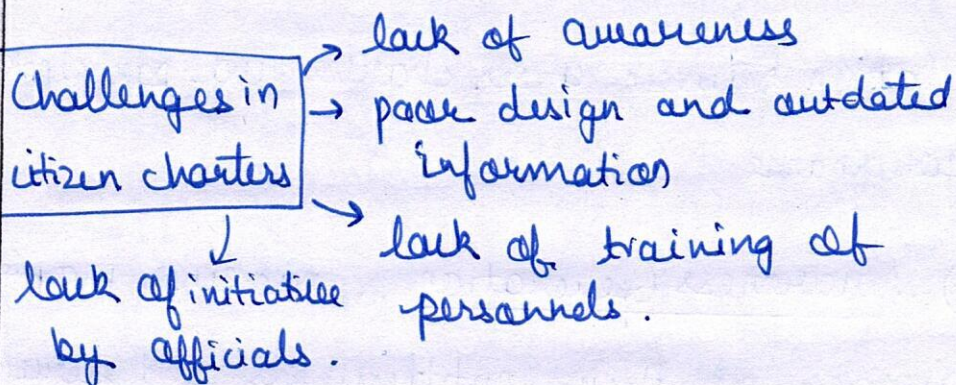 Challenges in
citizen charters
→ lack of awareness
→ poor design and outdated
information
→ lack of training of
personnels.
↓
lack of initiative
by officials.